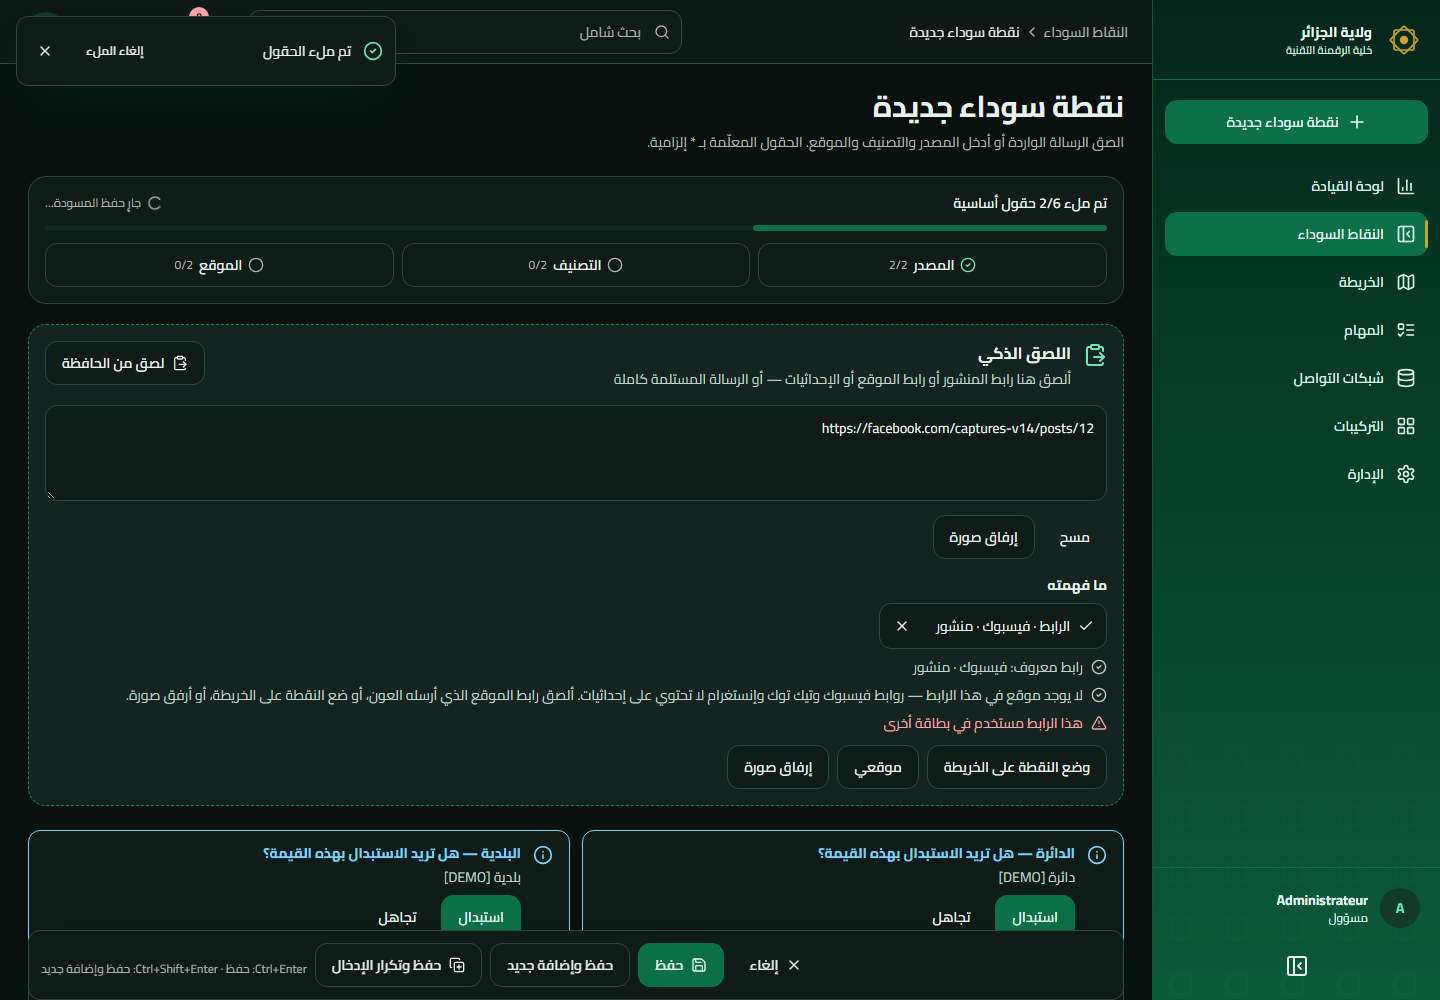 ولاية الجزائر
خلية الرقمنة التقنية
نقطة سوداء جديدة
لوحة القيادة
النقاط السوداء
الخريطة
المهام
شبكات التواصل
التركيبات
الإدارة
Administrateur
مسؤول
A
النقاط السوداء
نقطة سوداء جديدة
بحث شامل
تم ملء الحقول
إلغاء الملء
نقطة سوداء جديدة
الصق الرسالة الواردة أو أدخل المصدر والتصنيف والموقع. الحقول المعلّمة بـ * إلزامية.
تم ملء 2/6 حقول أساسية
جارٍ حفظ المسودة...
المصدر 2/2
التصنيف 0/2
الموقع 0/2
اللصق الذكي
ألصق هنا رابط المنشور أو رابط الموقع أو الإحداثيات — أو الرسالة المستلمة كاملة
لصق من الحافظة
https://facebook.com/captures-v14/posts/12
مسح
إرفاق صورة
ما فهمته
الرابط · فيسبوك · منشور
رابط معروف: فيسبوك · منشور
لا يوجد موقع في هذا الرابط — روابط فيسبوك وتيك توك وإنستغرام لا تحتوي على إحداثيات. ألصق رابط الموقع الذي أرسله العون، أو ضع النقطة على الخريطة، أو أرفق صورة.
هذا الرابط مستخدم في بطاقة أخرى
وضع النقطة على الخريطة
موقعي
إرفاق صورة
الدائرة — هل تريد الاستبدال بهذه القيمة؟
دائرة [DEMO]
استبدال
تجاهل
البلدية — هل تريد الاستبدال بهذه القيمة؟
بلدية [DEMO]
استبدال
تجاهل
إلغاء
حفظ
حفظ وإضافة جديد
حفظ وتكرار الإدخال
Ctrl+Enter: حفظ · Ctrl+Shift+Enter: حفظ وإضافة جديد